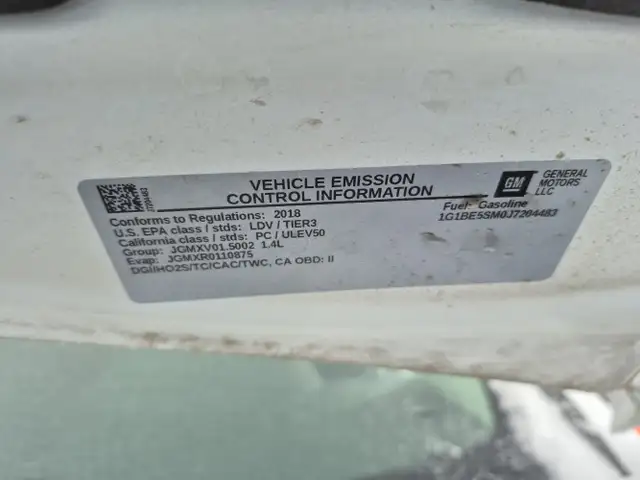 VEHICLE EMISSION
CONTROL INFORMATION
GM
GENERAL
MOTORS
LLC
Conforms to Regulations: 2018
U.S. EPA class / stds: LDV / TIER3
California class / stds: PC / ULEV50
Group: JGMXV01.5002 1.4L
Evap: JGMXR0110875
DGI/HO2S/TC/CAC/TWC, CA OBD: II
Fuel: Gasoline
1G1BE5SM0J7204483